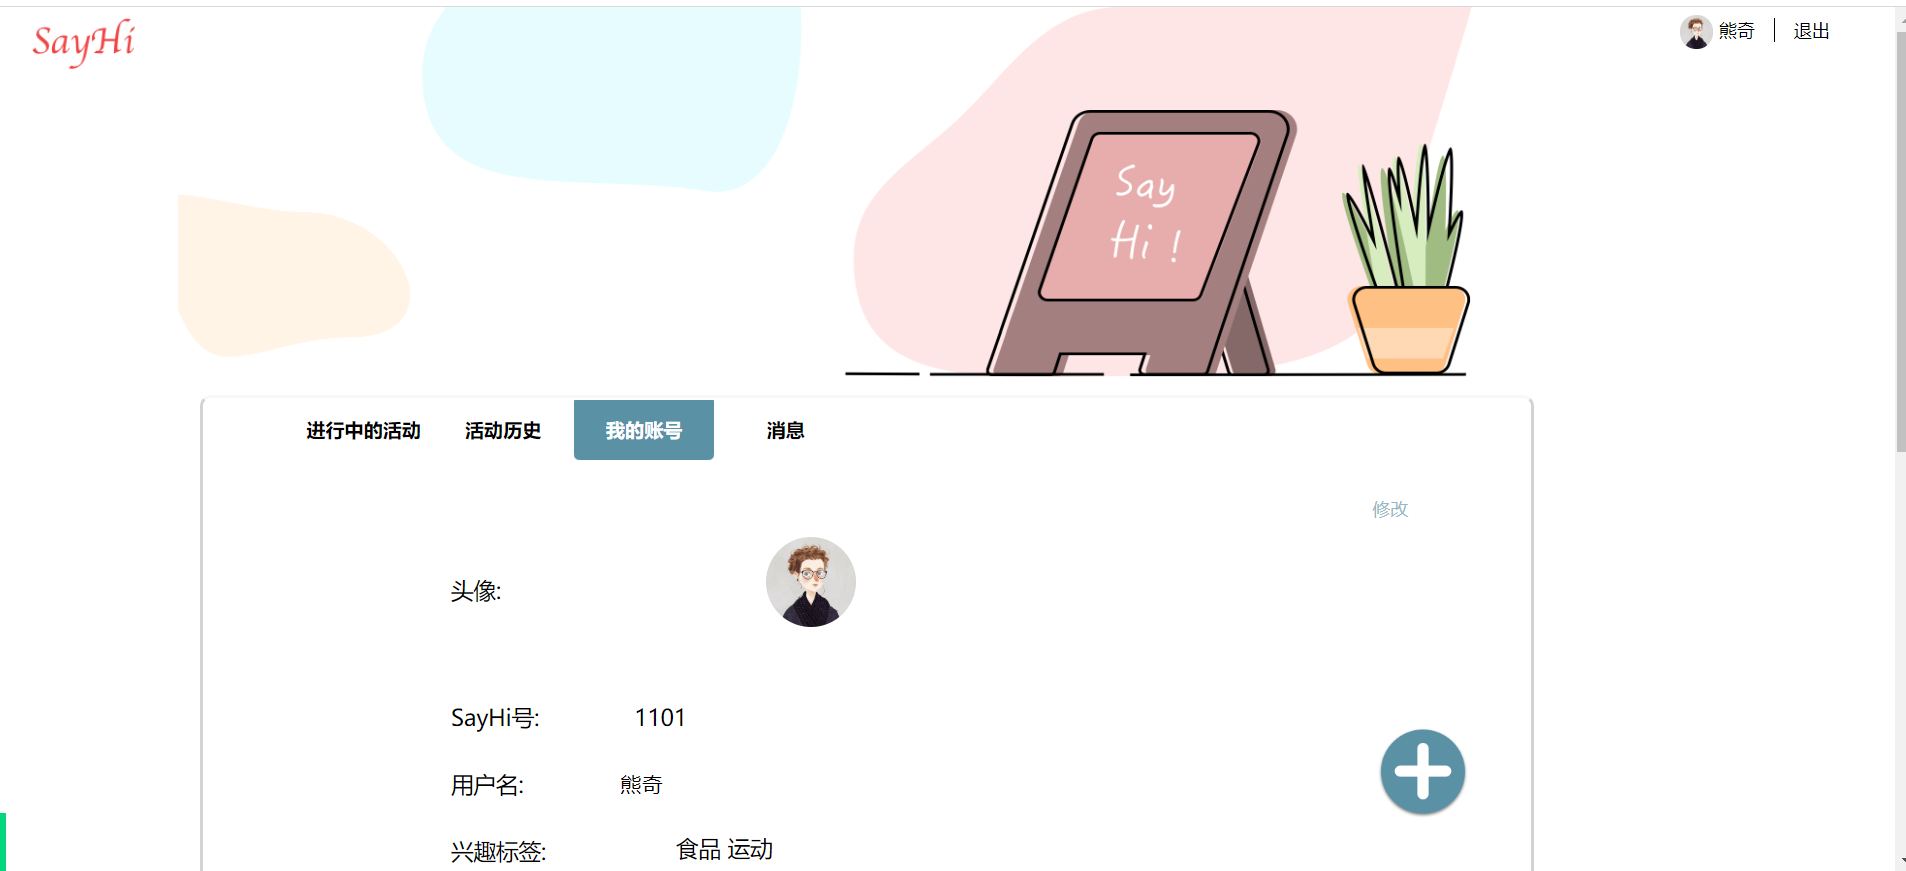 SayHi
熊奇 退出
Say
Hi !
进行中的活动 活动历史 我的账号 消息
修改
头像:
SayHi号: 1101
用户名: 熊奇
兴趣标签: 食品 运动